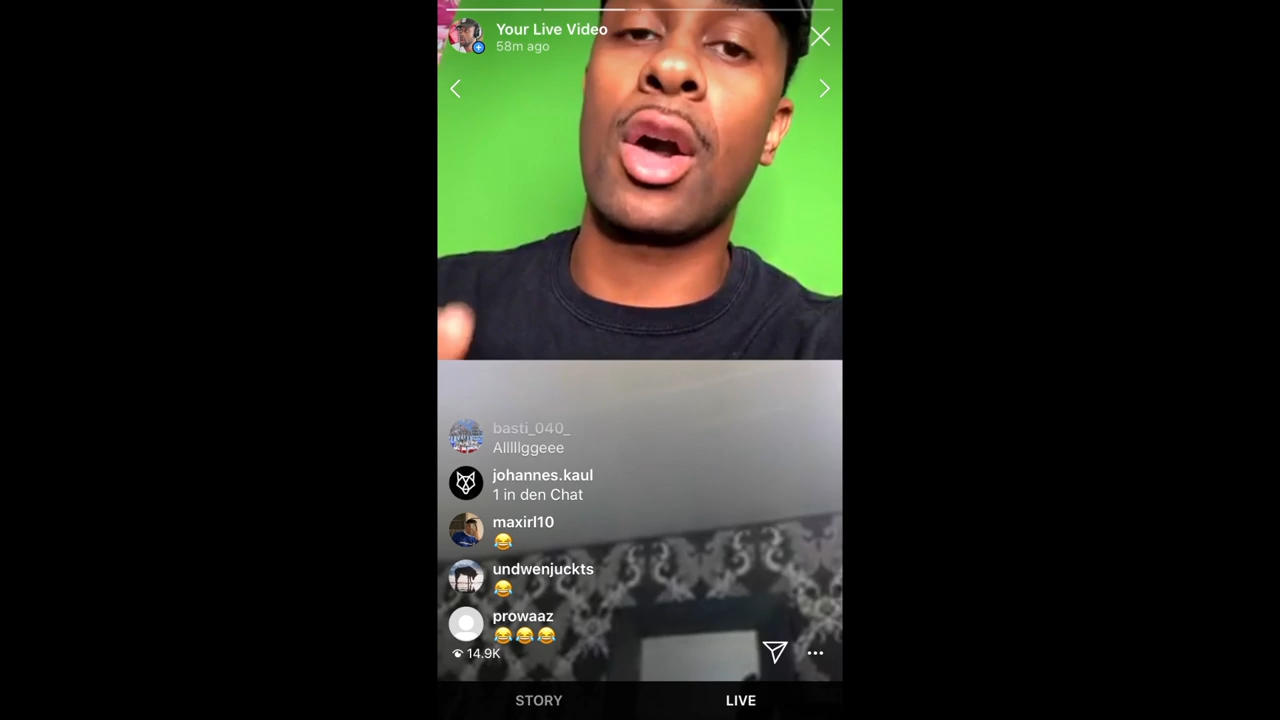 Your Live Video
58m ago
basti_040_
Alllllggeee
johannes.kaul
1 in den Chat
maxirl10
😂
undwenjuckts
😂
prowaaz
😂😂😂
14.9K
STORY
LIVE